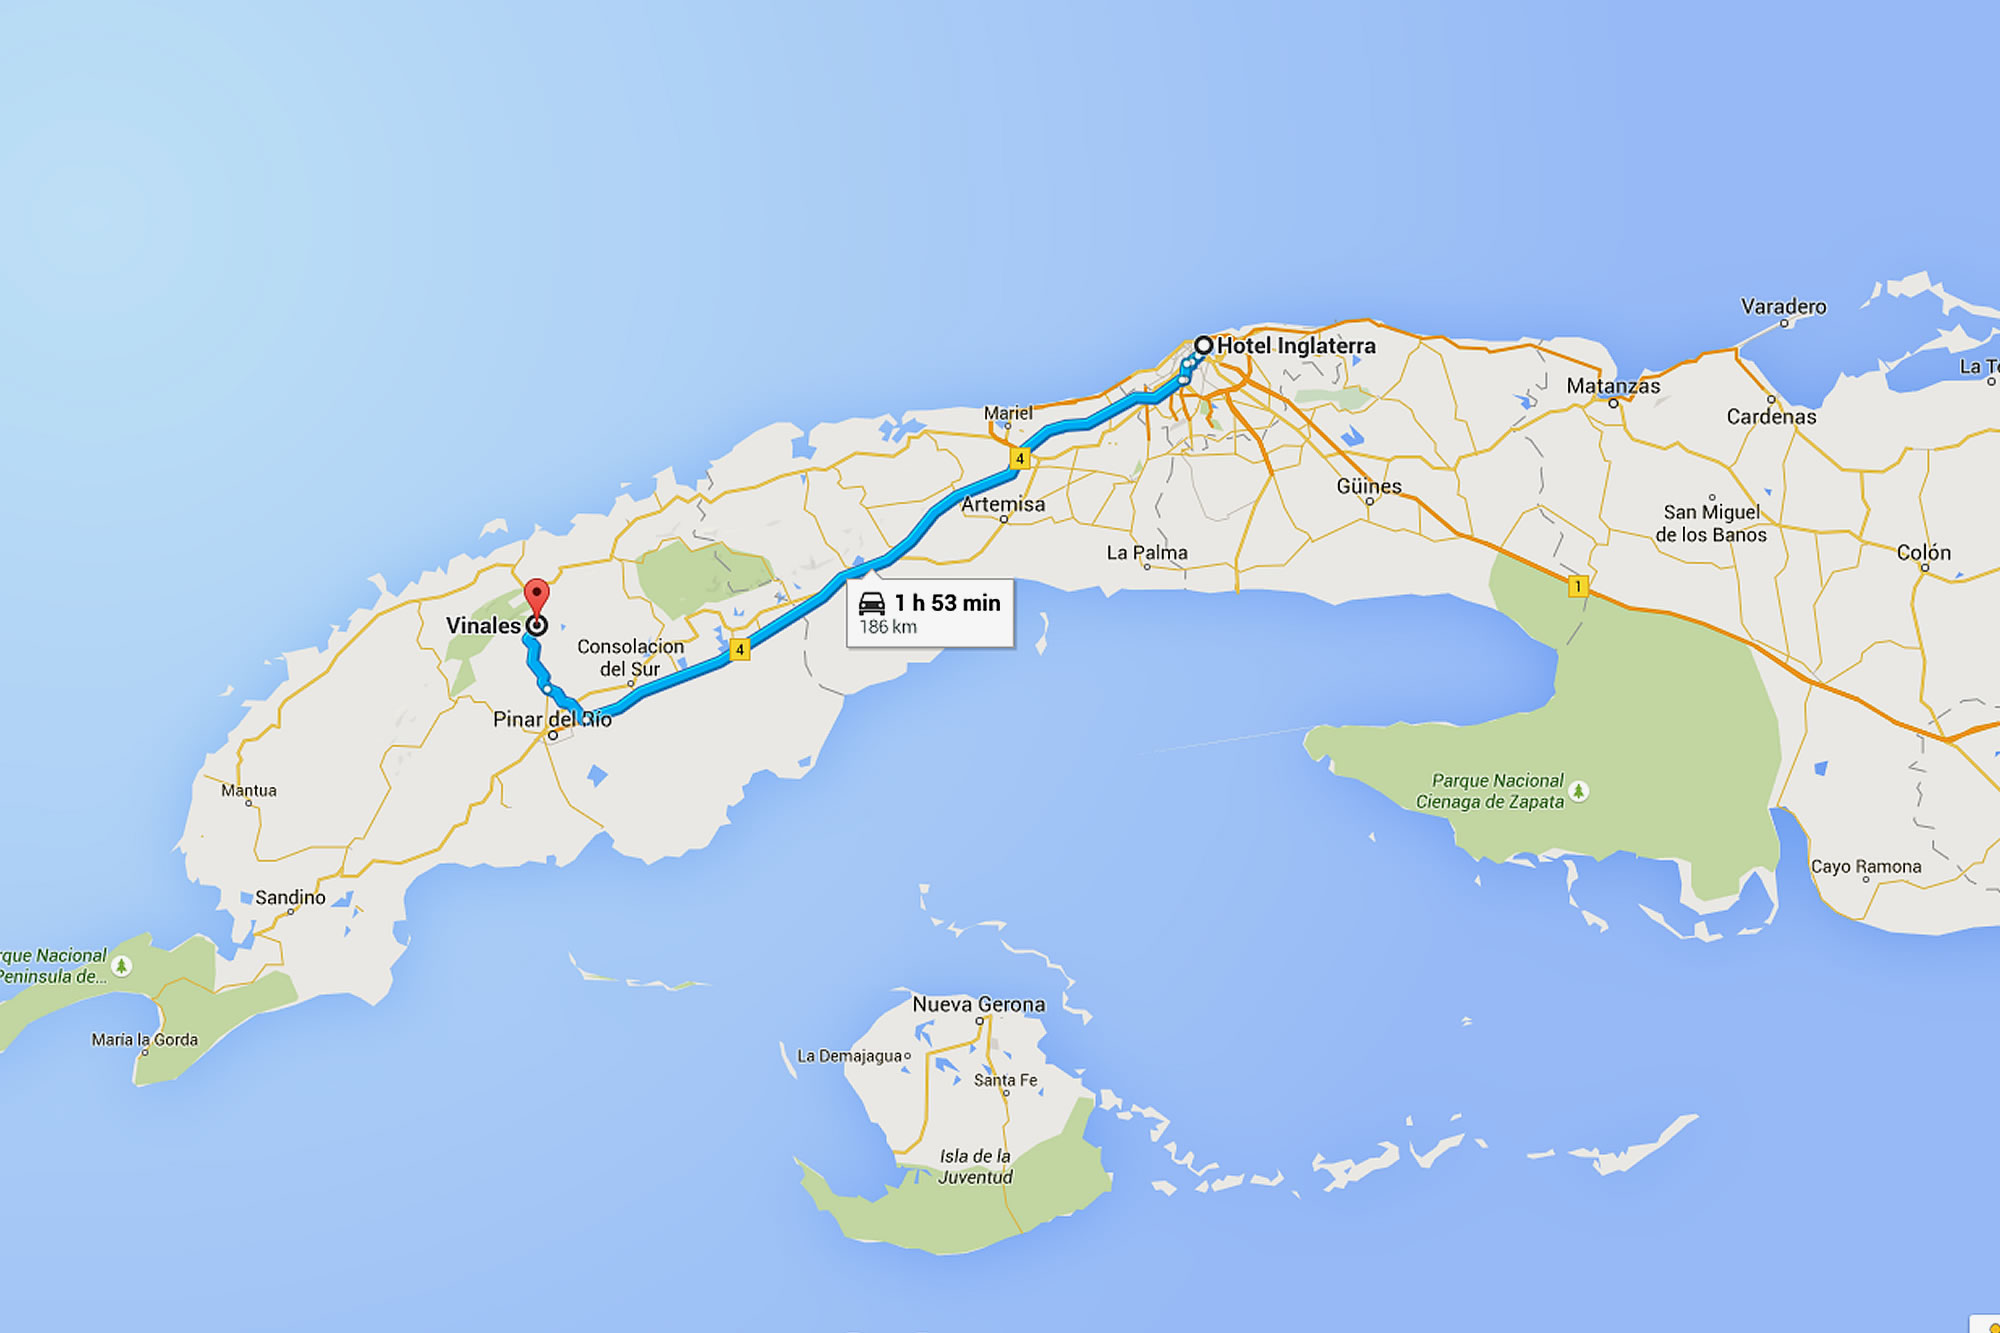 Varadero
Hotel Inglaterra
La T
Matanzas
Mariel
Cardenas
4
Güines
Artemisa
San Miguel
de los Banos
La Palma
Colón
1
1 h 53 min
186 km
Vinales
Consolacion
del Sur
4
Pinar del Río
Parque Nacional
Cienaga de Zapata
Mantua
Cayo Ramona
Sandino
rque Nacional
Peninsula de...
Nueva Gerona
Maria la Gorda
La Demajagua
Santa Fe
Isla de la
Juventud